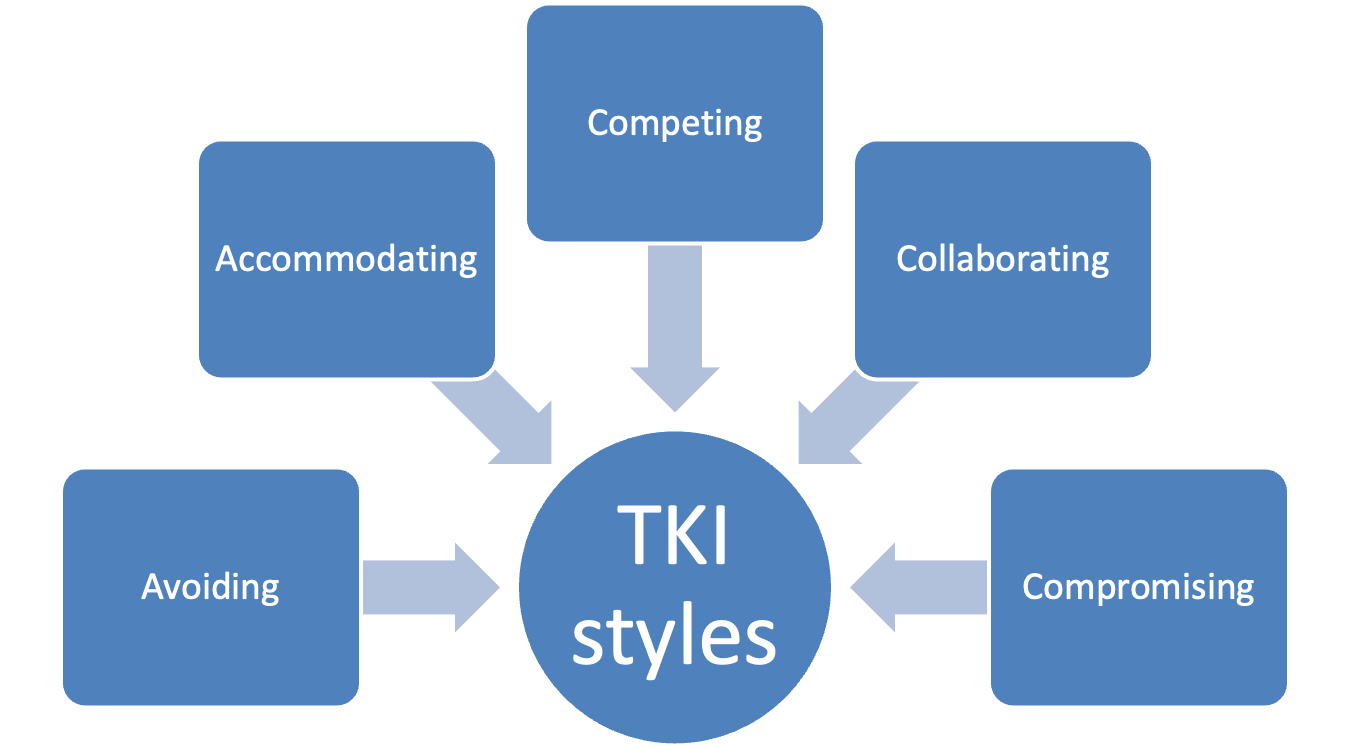 Competing
Accommodating
Collaborating
Avoiding
TKI
styles
Compromising